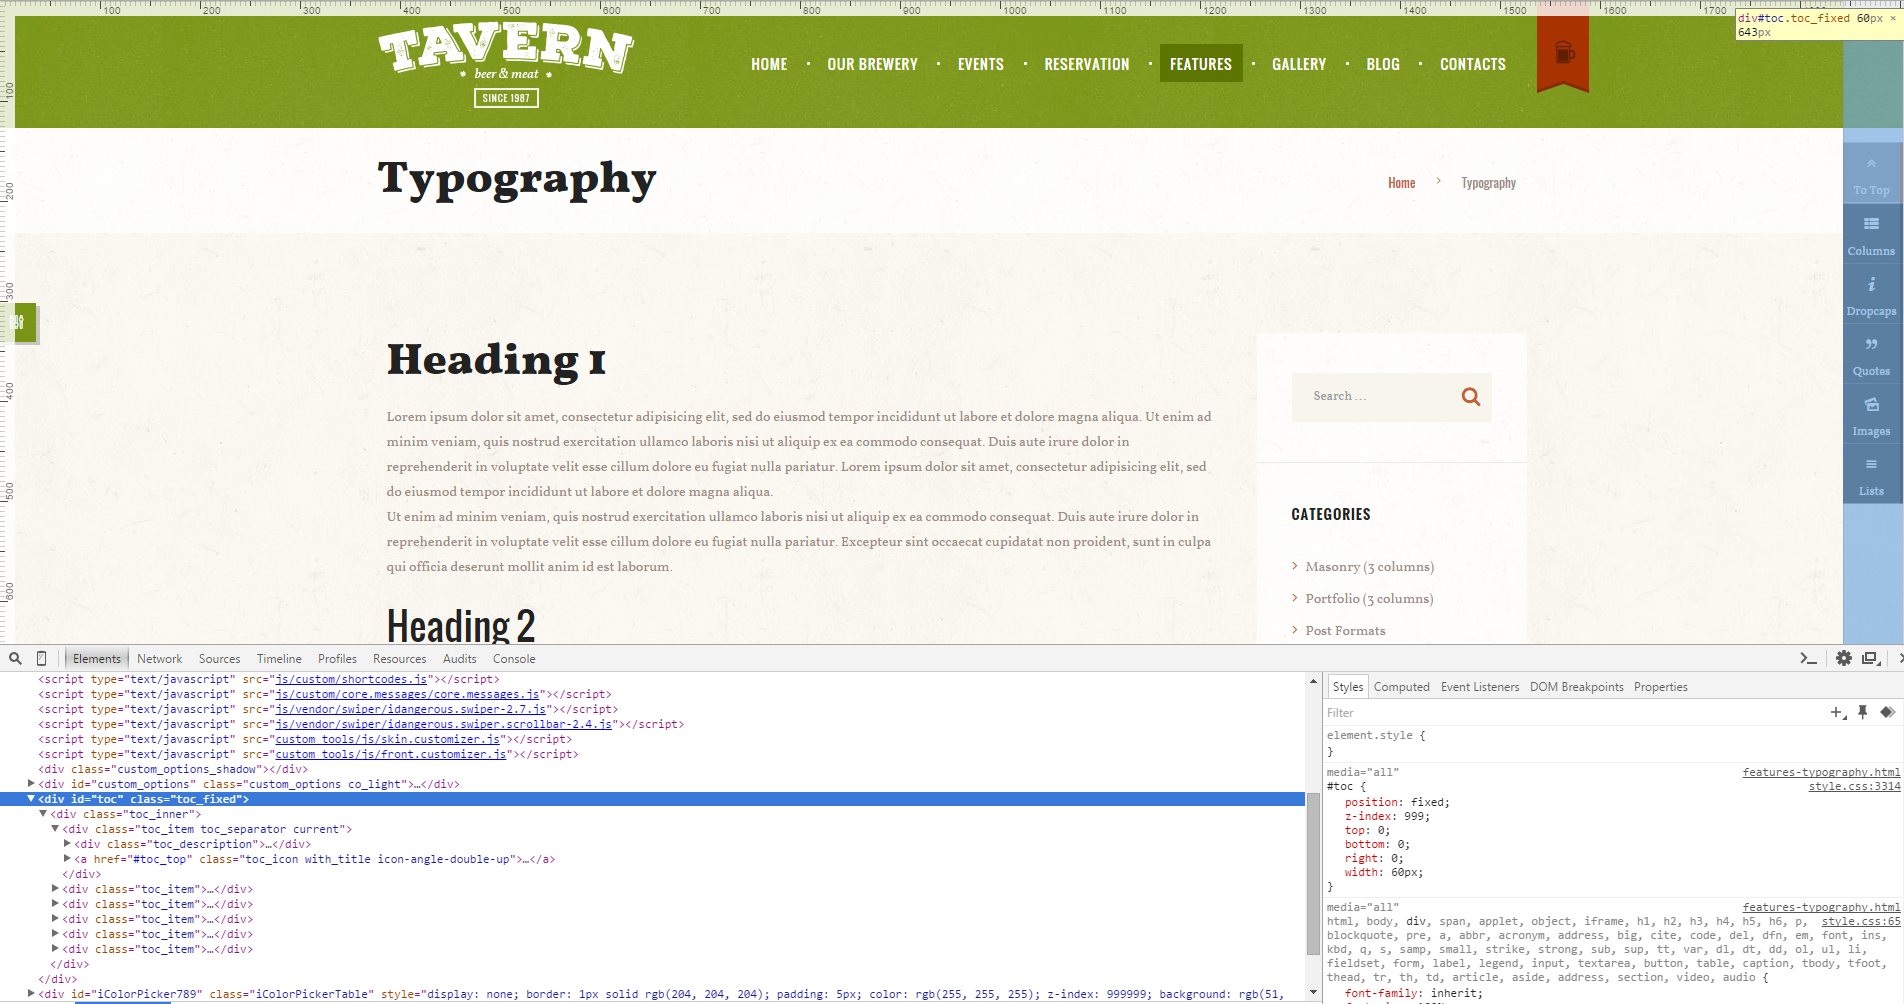 100 200 300 400 500 600 700 800 900 1000 1100 1200 1300 1400 1500 1600 1700
div#toc.toc_fixed 60px ×
643px
100
200
300
400
500
600
TAVERN
beer & meat
SINCE 1987
HOME
OUR BREWERY
EVENTS
RESERVATION
FEATURES
GALLERY
BLOG
CONTACTS
Typography
Home › Typography
To Top
Columns
Dropcaps
Quotes
Images
Lists
Heading 1
Lorem ipsum dolor sit amet, consectetur adipisicing elit, sed do eiusmod tempor incididunt ut labore et dolore magna aliqua. Ut enim ad
minim veniam, quis nostrud exercitation ullamco laboris nisi ut aliquip ex ea commodo consequat. Duis aute irure dolor in
reprehenderit in voluptate velit esse cillum dolore eu fugiat nulla pariatur. Lorem ipsum dolor sit amet, consectetur adipisicing elit, sed
do eiusmod tempor incididunt ut labore et dolore magna aliqua.
Ut enim ad minim veniam, quis nostrud exercitation ullamco laboris nisi ut aliquip ex ea commodo consequat. Duis aute irure dolor in
reprehenderit in voluptate velit esse cillum dolore eu fugiat nulla pariatur. Excepteur sint occaecat cupidatat non proident, sunt in culpa
qui officia deserunt mollit anim id est laborum.
Heading 2
Search ...
CATEGORIES
Masonry (3 columns)
Portfolio (3 columns)
Post Formats
Elements Network Sources Timeline Profiles Resources Audits Console
<script type="text/javascript" src="js/custom/shortcodes.js"></script>
<script type="text/javascript" src="js/custom/core.messages/core.messages.js"></script>
<script type="text/javascript" src="js/vendor/swiper/idangerous.swiper-2.7.js"></script>
<script type="text/javascript" src="js/vendor/swiper/idangerous.swiper.scrollbar-2.4.js"></script>
<script type="text/javascript" src="custom_tools/js/skin.customizer.js"></script>
<script type="text/javascript" src="custom_tools/js/front.customizer.js"></script>
<div class="custom_options_shadow"></div>
<div id="custom_options" class="custom_options co_light">…</div>
<div id="toc" class="toc_fixed">
<div class="toc_inner">
<div class="toc_item toc_separator current">
<div class="toc_description">…</div>
<a href="#toc_top" class="toc_icon with_title icon-angle-double-up">…</a>
</div>
<div class="toc_item">…</div>
<div class="toc_item">…</div>
<div class="toc_item">…</div>
<div class="toc_item">…</div>
<div class="toc_item">…</div>
</div>
</div>
<div id="iColorPicker789" class="iColorPickerTable" style="display: none; border: 1px solid rgb(204, 204, 204); padding: 5px; color: rgb(255, 255, 255); z-index: 999999; background: rgb(51,
Styles Computed Event Listeners DOM Breakpoints Properties
Filter
element.style {
}
media="all" features-typography.html
#toc { style.css:3314
position: fixed;
z-index: 999;
top: 0;
bottom: 0;
right: 0;
width: 60px;
}
media="all" features-typography.html
html, body, div, span, applet, object, iframe, h1, h2, h3, h4, h5, h6, p, style.css:65
blockquote, pre, a, abbr, acronym, address, big, cite, code, del, dfn, em, font, ins,
kbd, q, s, samp, small, strike, strong, sub, sup, tt, var, dl, dt, dd, ol, ul, li,
fieldset, form, label, legend, input, textarea, button, table, caption, tbody, tfoot,
thead, tr, th, td, article, aside, address, section, video, audio {
font-family: inherit;